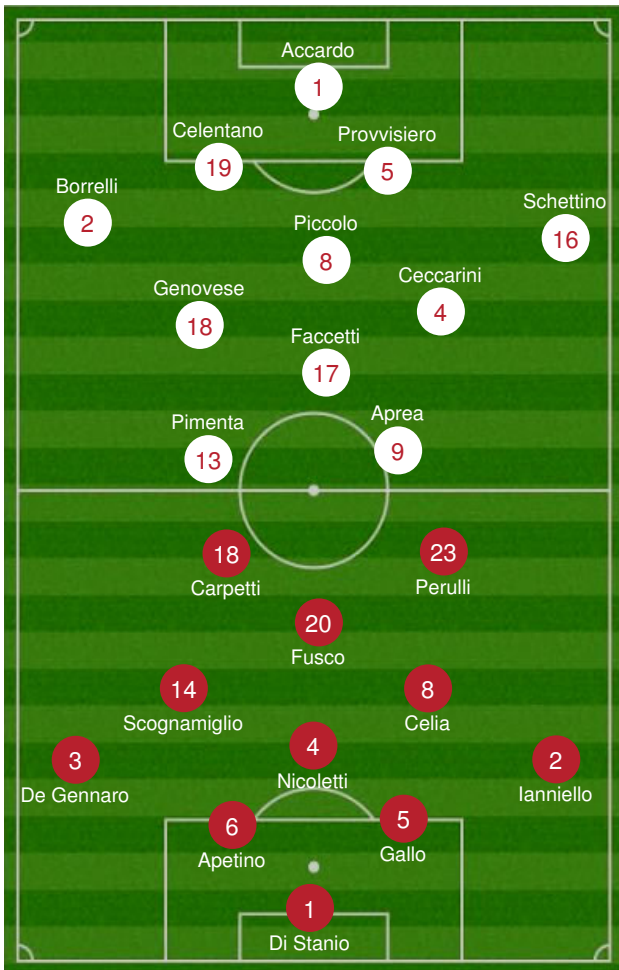 Accardo
1
Celentano
19
Provvisiero
5
Borrelli
2
Schettino
16
Piccolo
8
Ceccarini
4
Genovese
18
Faccetti
17
Pimenta
13
Aprea
9
18
Carpetti
23
Perulli
20
Fusco
14
Scognamiglio
8
Celia
3
De Gennaro
4
Nicoletti
2
Ianniello
6
Apetino
5
Gallo
1
Di Stanio